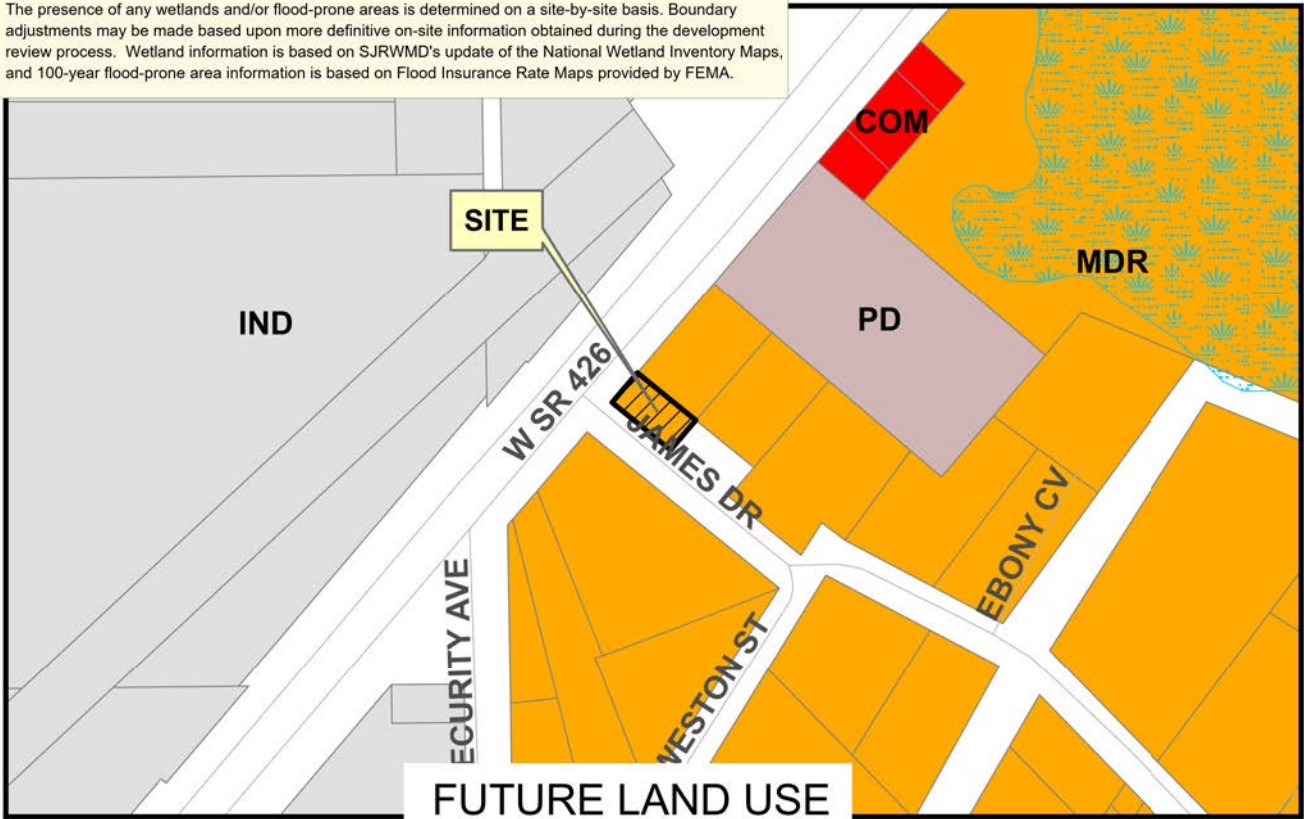 The presence of any wetlands and/or flood-prone areas is determined on a site-by-site basis. Boundary
adjustments may be made based upon more definitive on-site information obtained during the development
review process. Wetland information is based on SJRWMD's update of the National Wetland Inventory Maps,
and 100-year flood-prone area information is based on Flood Insurance Rate Maps provided by FEMA.
COM
SITE
MDR
IND
PD
W SR 426
JAMES DR
EBONY CV
ECURITY AVE
WESTON ST
FUTURE LAND USE